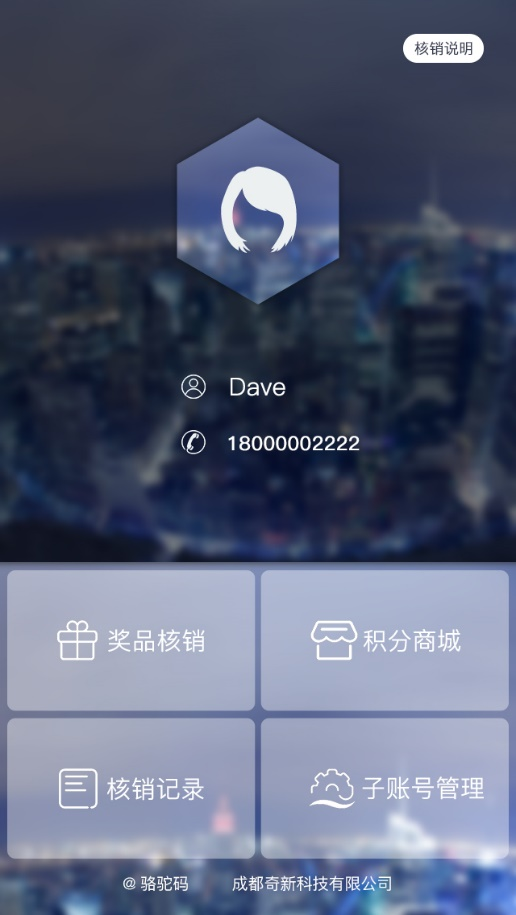 核销说明
Dave
18000002222
奖品核销
积分商城
核销记录
子账号管理
@ 骆驼码 成都奇新科技有限公司